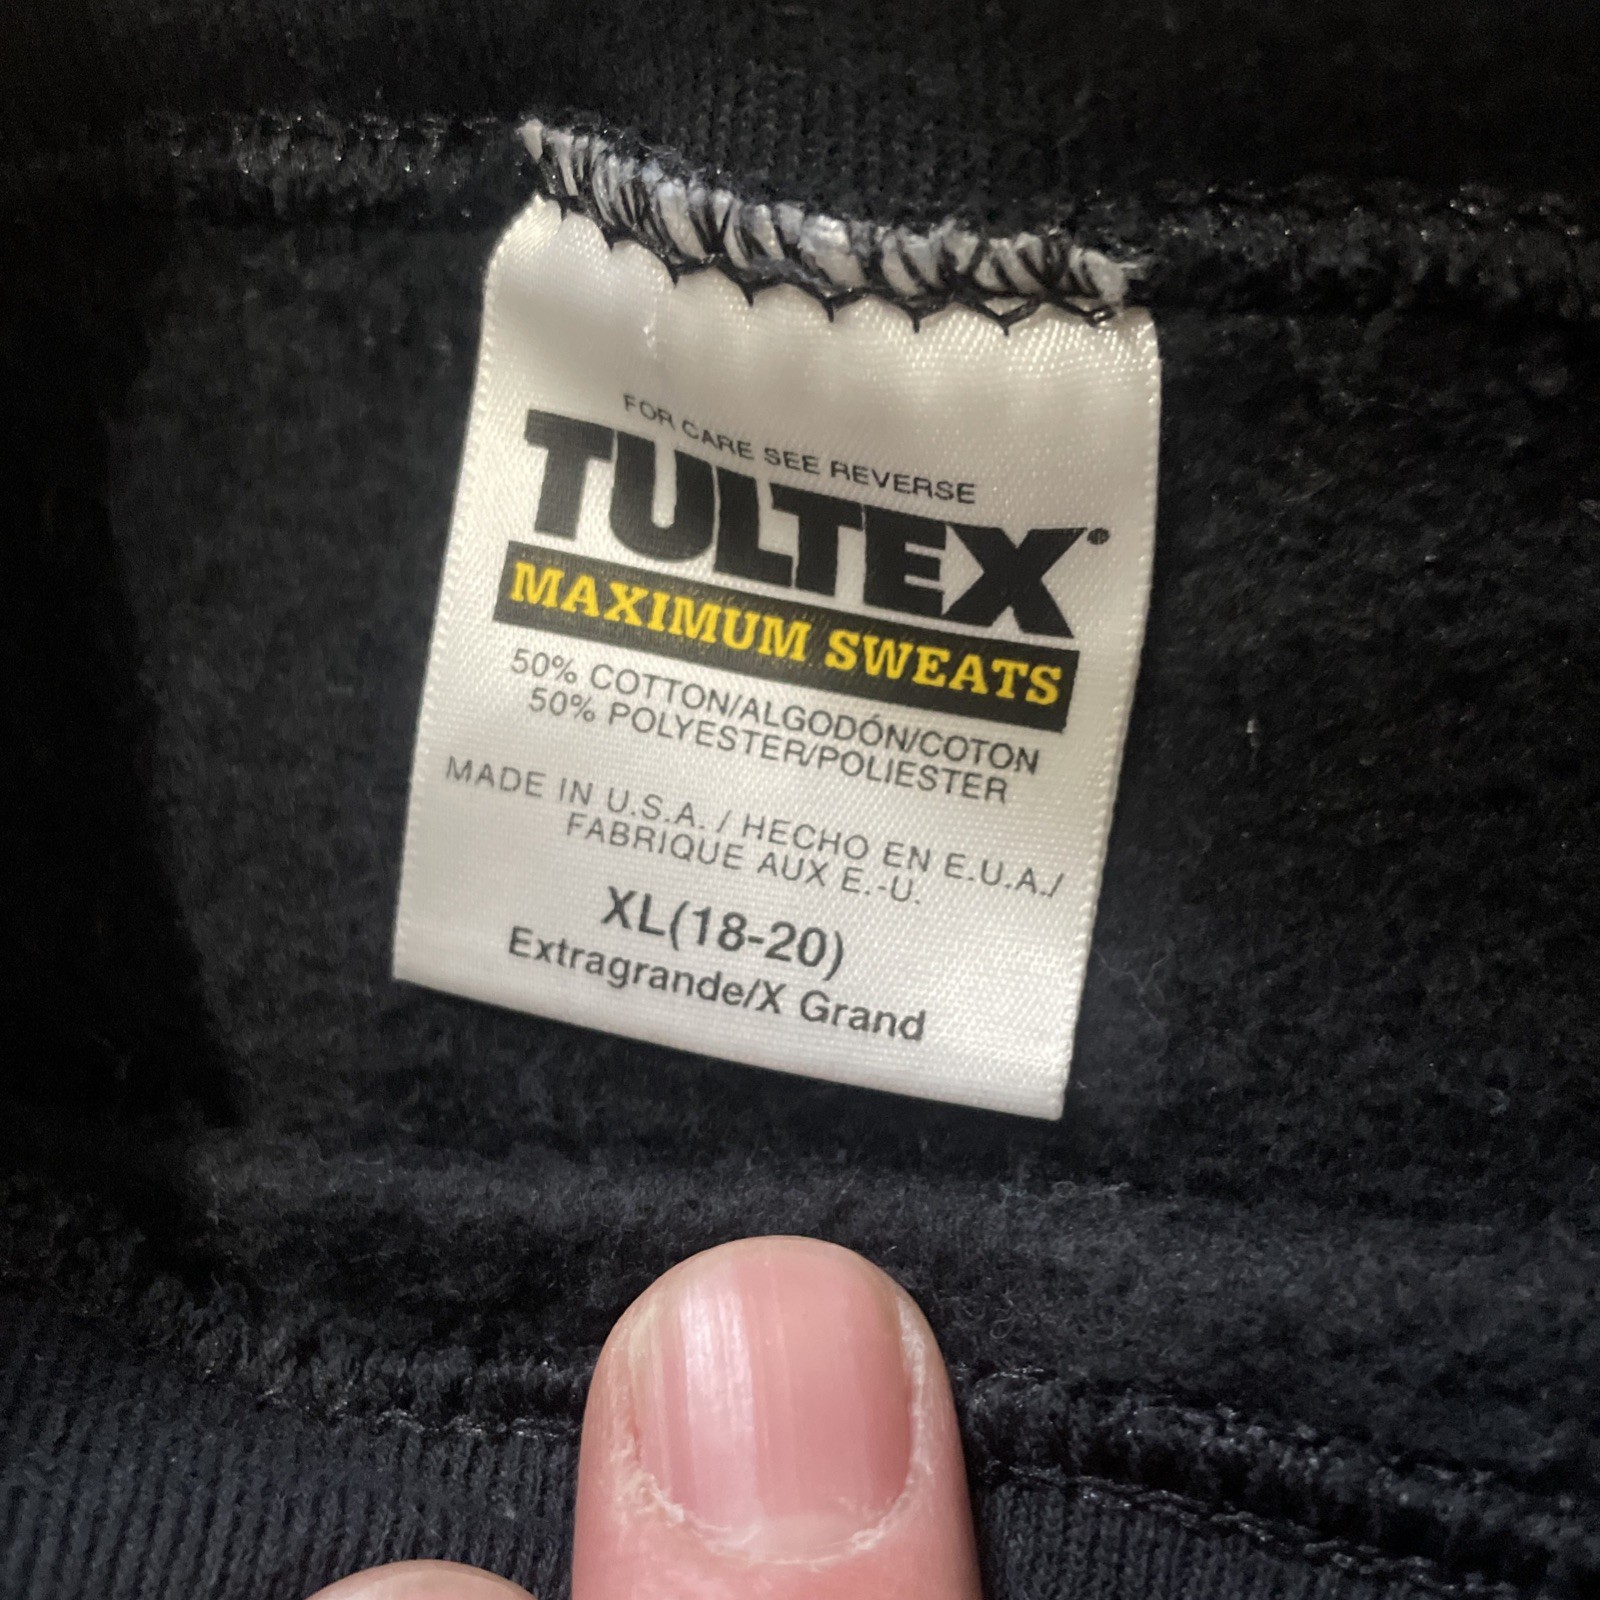 FOR CARE SEE REVERSE
TULTEX®
MAXIMUM SWEATS
50% COTTON/ALGODÓN/COTON
50% POLYESTER/POLIESTER
MADE IN U.S.A. / HECHO EN E.U.A./
FABRIQUE AUX E.-U.
XL(18-20)
Extragrande/X Grand